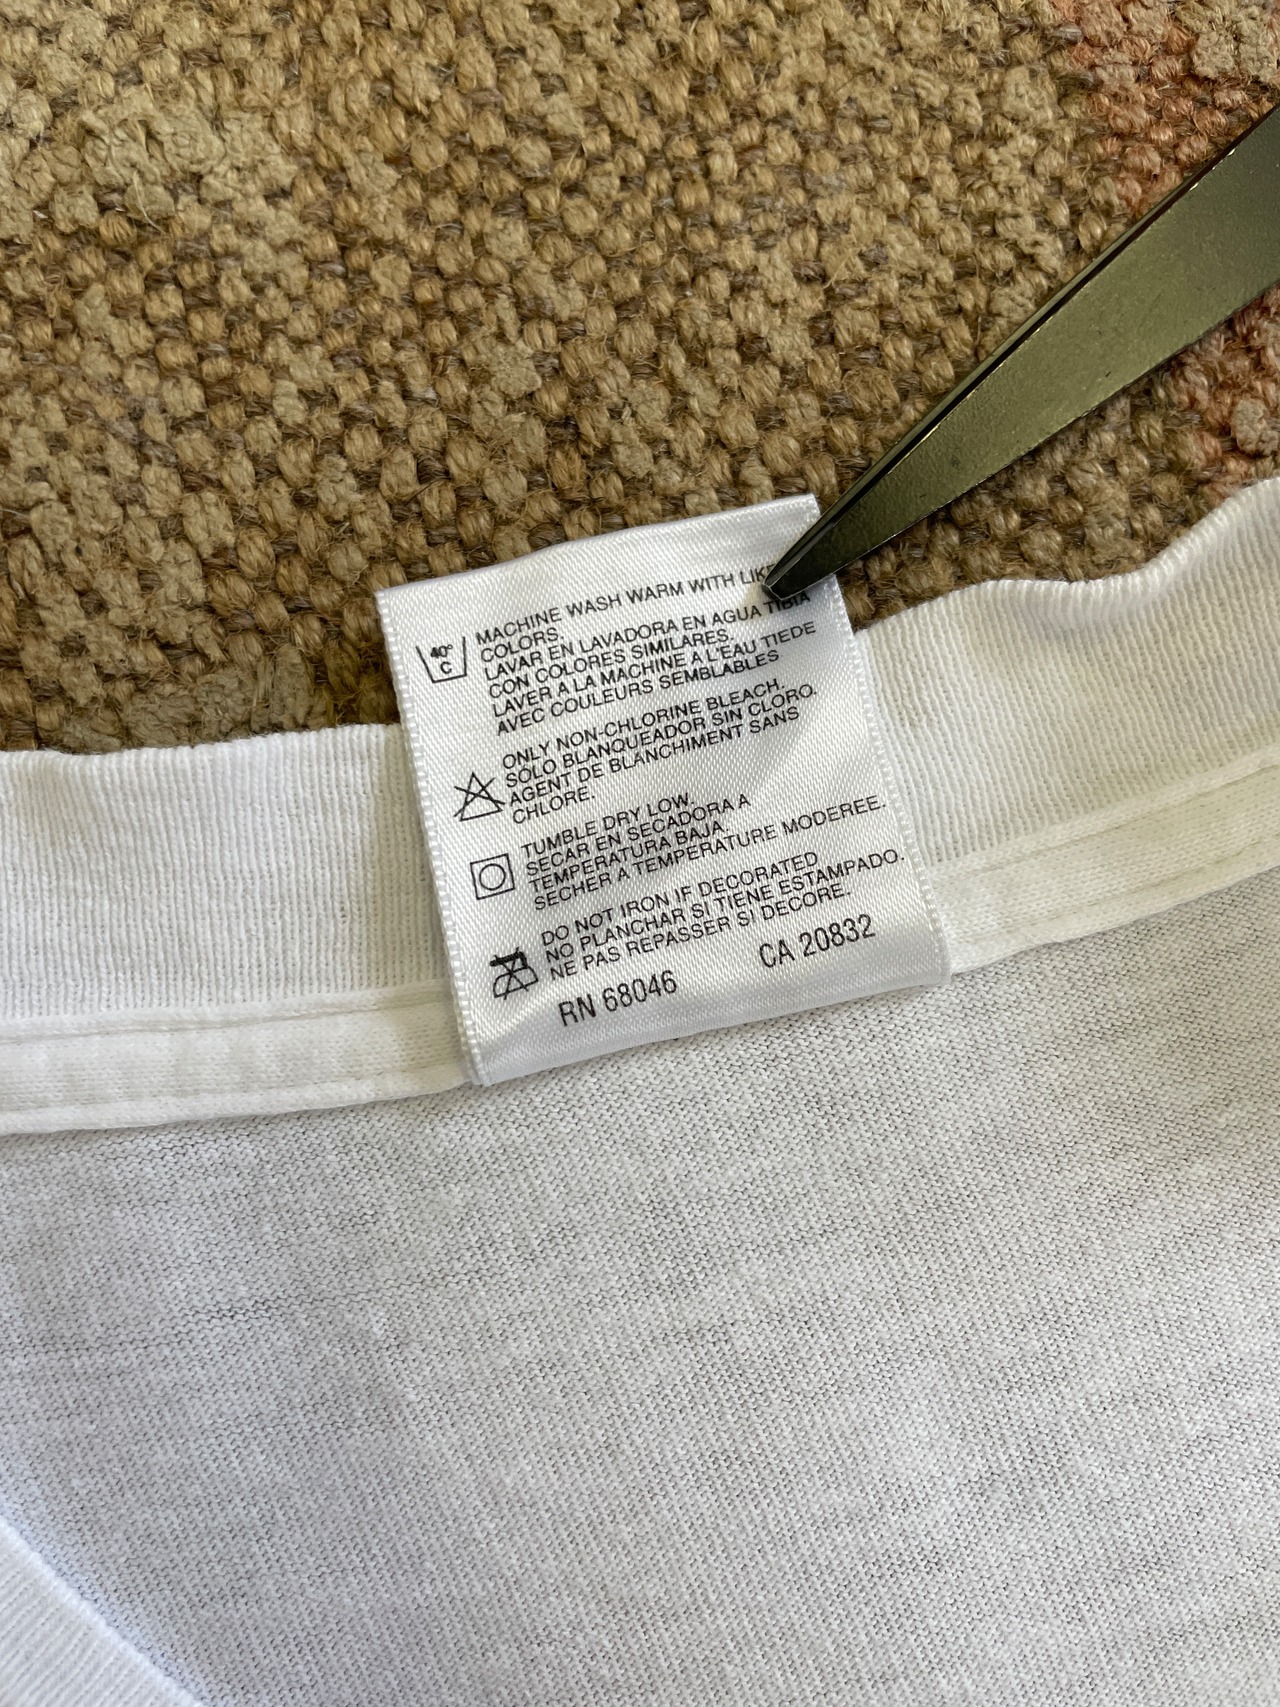 40°
C
MACHINE WASH WARM WITH LIKE
COLORS.
LAVAR EN LAVADORA EN AGUA TIBIA
CON COLORES SIMILARES.
LAVER A LA MACHINE A L'EAU TIEDE
AVEC COULEURS SEMBLABLES
ONLY NON-CHLORINE BLEACH.
SOLO BLANQUEADOR SIN CLORO.
AGENT DE BLANCHIMENT SANS
CHLORE.
TUMBLE DRY LOW.
SECAR EN SECADORA A
TEMPERATURA BAJA.
SECHER A TEMPERATURE MODEREE.
DO NOT IRON IF DECORATED
NO PLANCHAR SI TIENE ESTAMPADO.
NE PAS REPASSER SI DECORE.
RN 68046 CA 20832